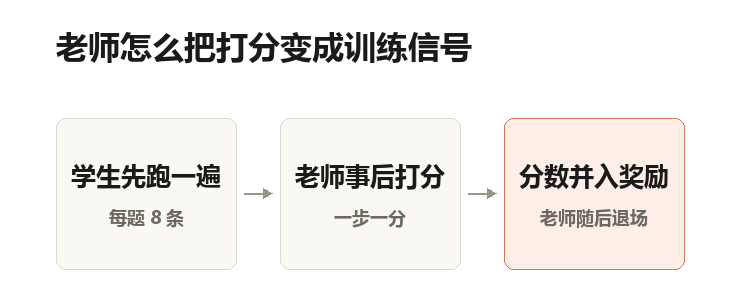 老师怎么把打分变成训练信号
学生先跑一遍
每题 8 条
老师事后打分
一步一分
分数并入奖励
老师随后退场